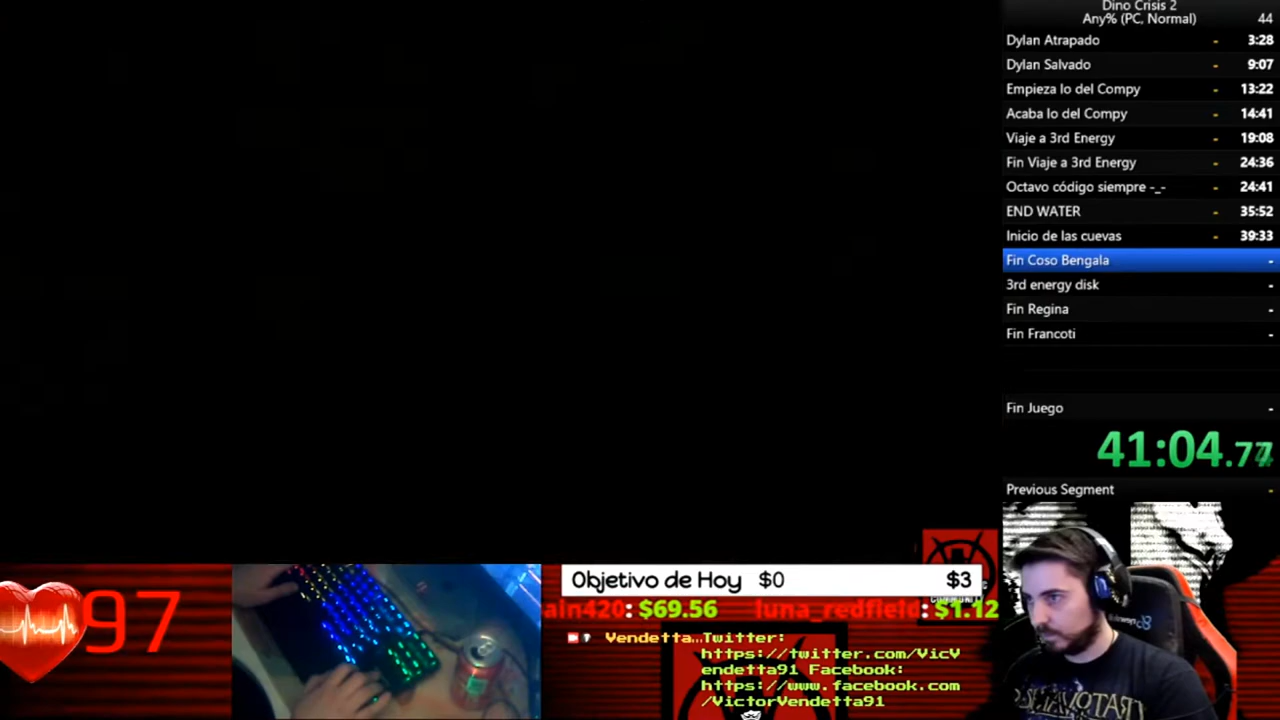 Dino Crisis 2
Any% (PC, Normal) 44
Dylan Atrapado - 3:28
Dylan Salvado - 9:07
Empieza lo del Compy - 13:22
Acaba lo del Compy - 14:41
Viaje a 3rd Energy - 19:08
Fin Viaje a 3rd Energy - 24:36
Octavo código siempre -_- - 24:41
END WATER - 35:52
Inicio de las cuevas - 39:33
Fin Coso Bengala -
3rd energy disk -
Fin Regina -
Fin Francoti -
Fin Juego -
41:04.77
Previous Segment -
97
Objetivo de Hoy $0 $3
ain420: $69.56 luna_redfield: $1.12
Vendetta...Twitter:
https://twitter.com/VicV
endetta91 Facebook:
https://www.facebook.com
/VictorVendetta91